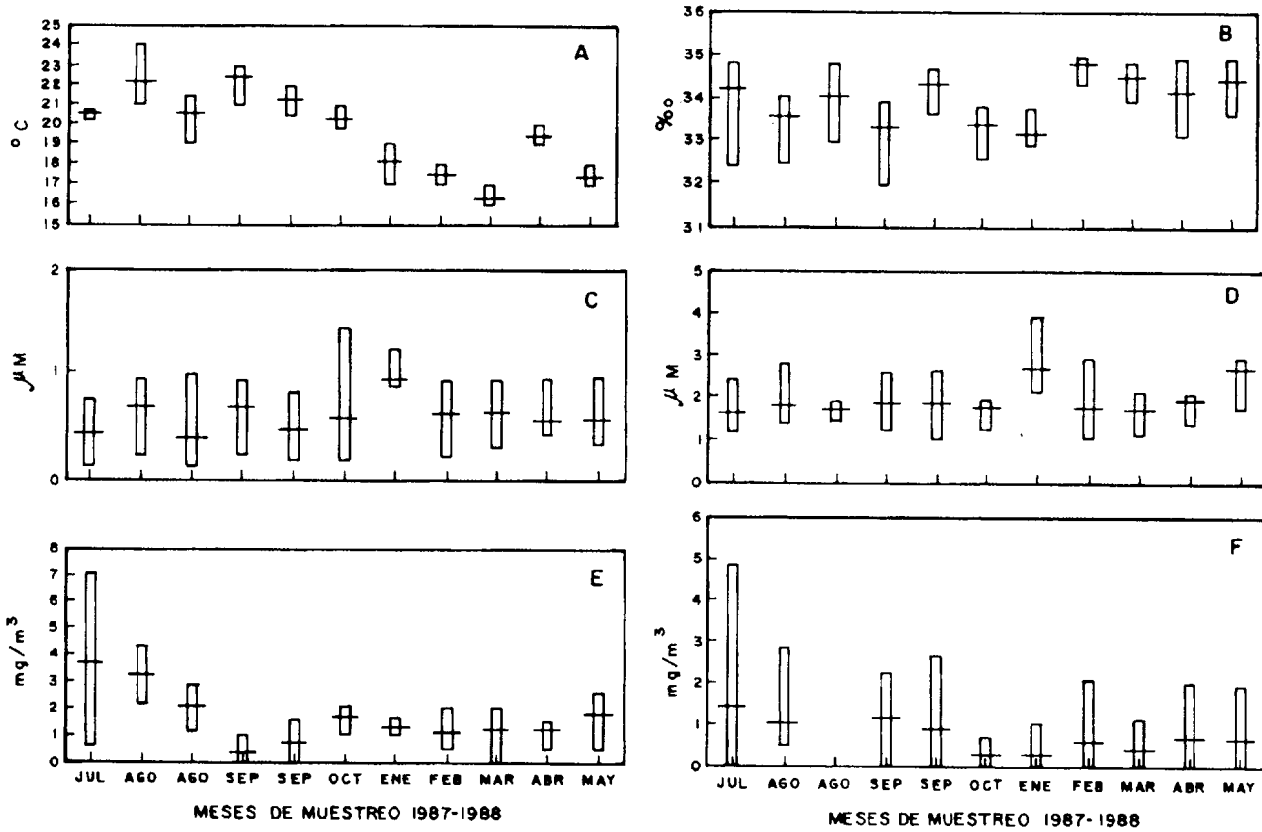 A
25
24
23
22
21
20
19
18
17
16
15
°C
B
36
35
34
33
32
31
‰
C
2
1
0
µM
D
5
4
3
2
1
0
µM
E
8
7
6
5
4
3
2
1
0
mg/m³
JUL AGO AGO SEP SEP OCT ENE FEB MAR ABR MAY
MESES DE MUESTREO 1987-1988
F
6
5
4
3
2
1
0
mg/m³
JUL AGO AGO SEP SEP OCT ENE FEB MAR ABR MAY
MESES DE MUESTREO 1987-1988